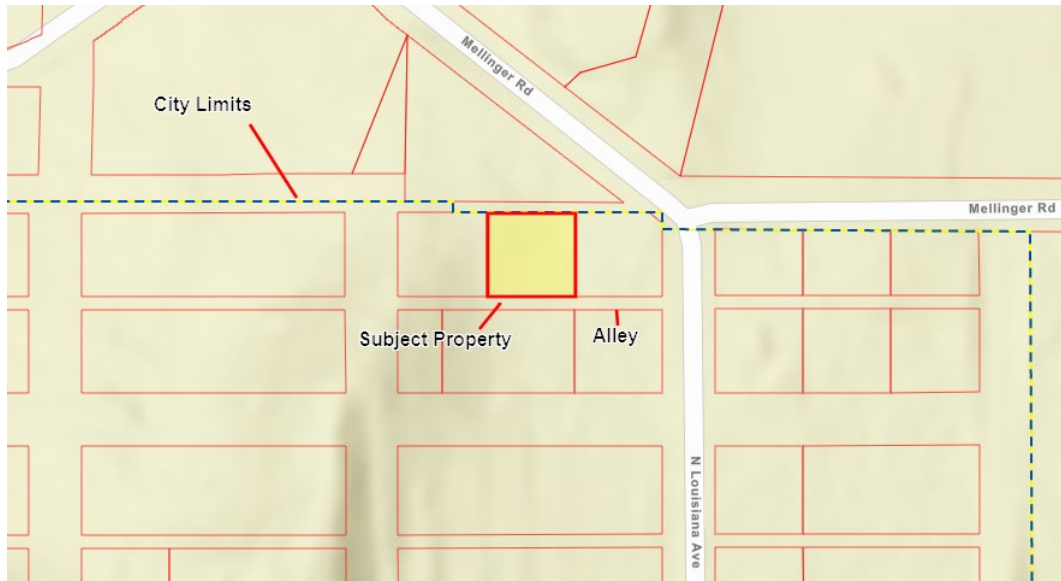 Mellinger Rd
City Limits
Mellinger Rd
Subject Property
Alley
N Louisiana Ave